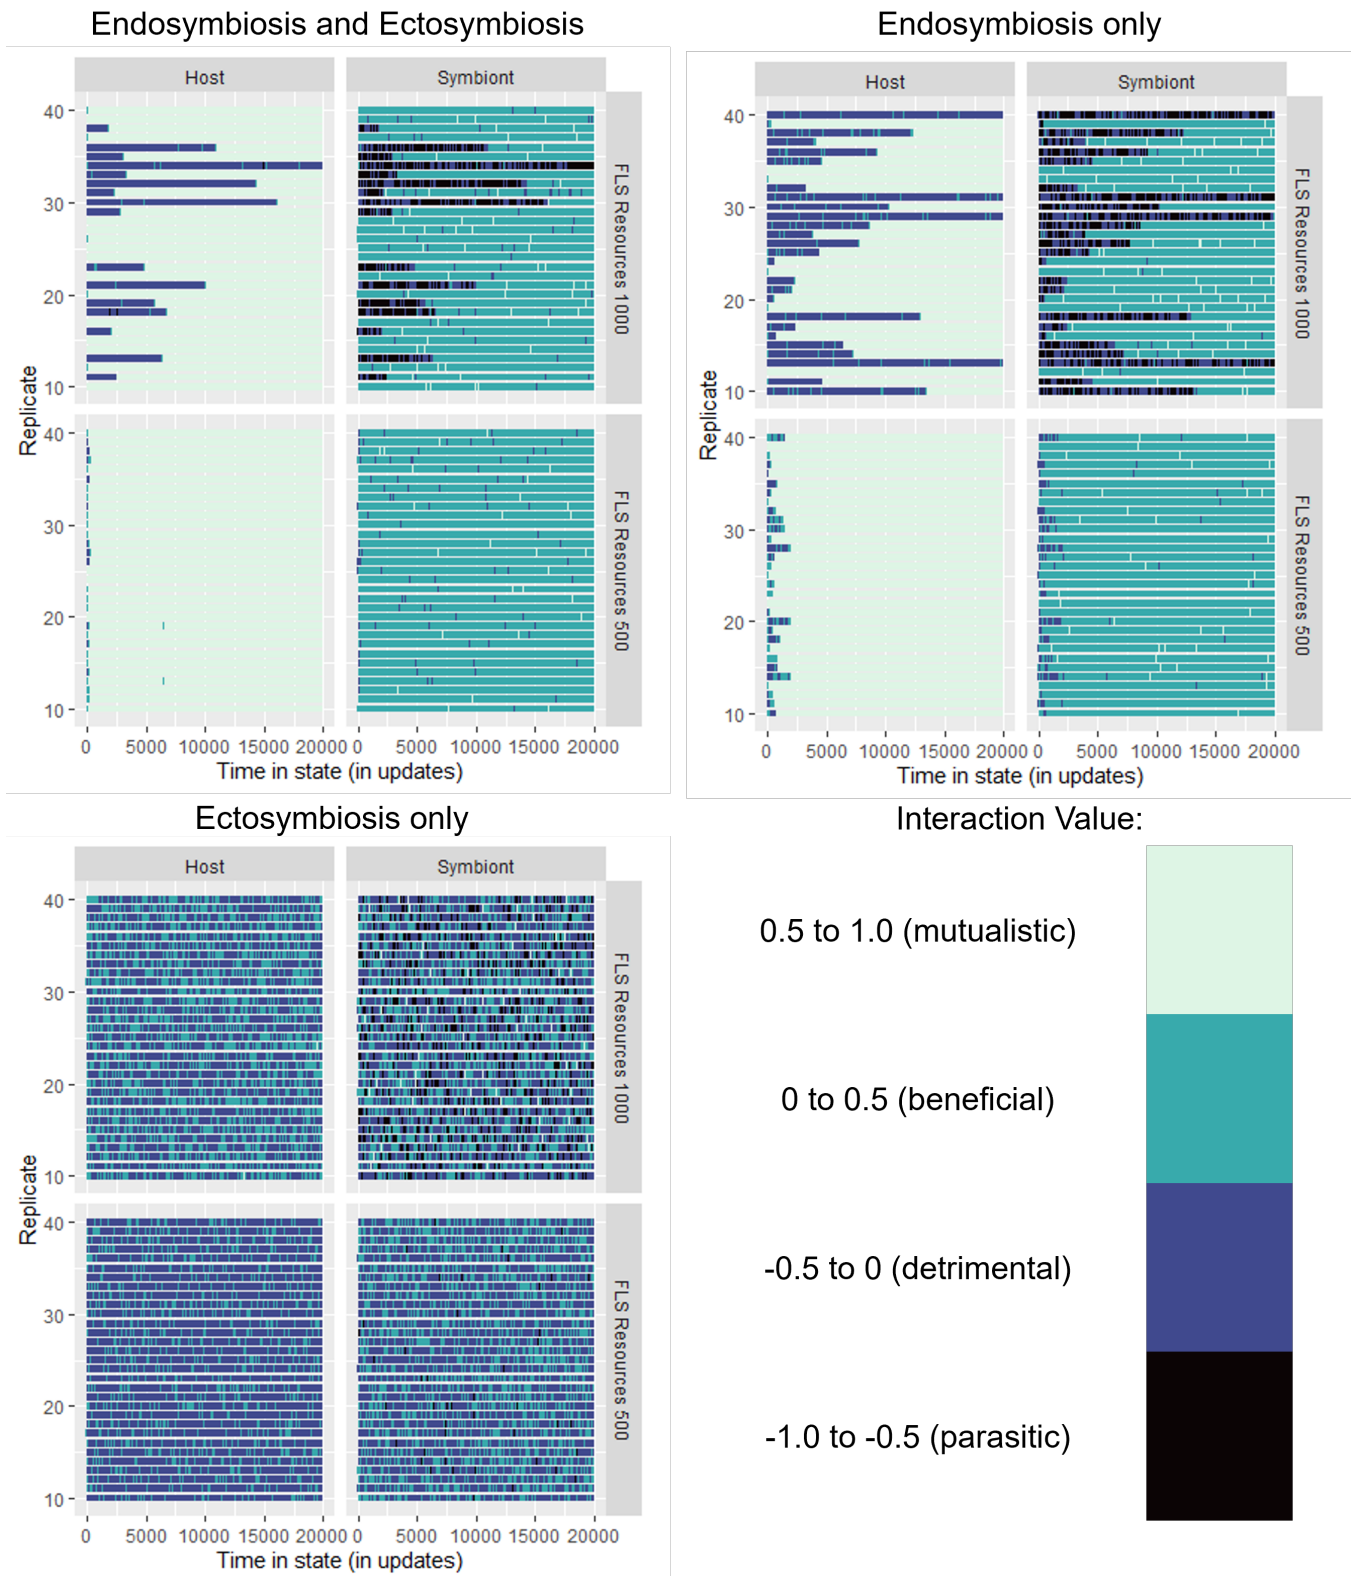 Endosymbiosis and Ectosymbiosis
Host
Symbiont
40
30
20
10
FLS Resources 1000
40
30
20
10
FLS Resources 500
Replicate
0 5000 10000 15000 20000
0 5000 10000 15000 20000
Time in state (in updates)
Endosymbiosis only
Host
Symbiont
40
30
20
10
FLS Resources 1000
40
30
20
10
FLS Resources 500
Replicate
0 5000 10000 15000 20000
0 5000 10000 15000 20000
Time in state (in updates)
Ectosymbiosis only
Host
Symbiont
40
30
20
10
FLS Resources 1000
40
30
20
10
FLS Resources 500
Replicate
0 5000 10000 15000 20000
0 5000 10000 15000 20000
Time in state (in updates)
Interaction Value:
0.5 to 1.0 (mutualistic)
0 to 0.5 (beneficial)
-0.5 to 0 (detrimental)
-1.0 to -0.5 (parasitic)